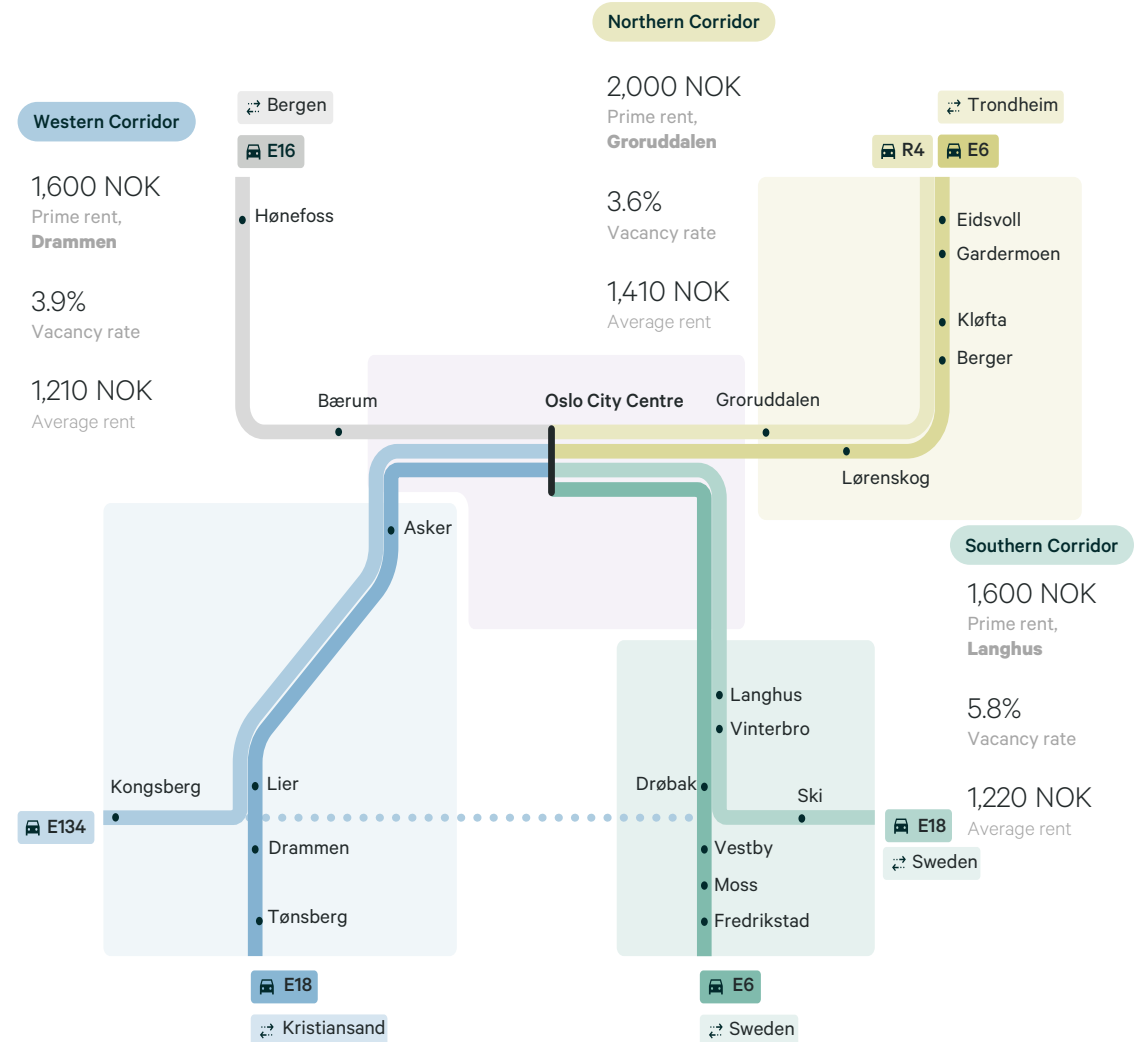 Northern Corridor
2,000 NOK
Prime rent,
Groruddalen
3.6%
Vacancy rate
1,410 NOK
Average rent
Western Corridor
1,600 NOK
Prime rent,
Drammen
3.9%
Vacancy rate
1,210 NOK
Average rent
Bergen
E16
Hønefoss
Bærum
Oslo City Centre
Groruddalen
Trondheim
R4
E6
Eidsvoll
Gardermoen
Kløfta
Berger
Lørenskog
Asker
Southern Corridor
1,600 NOK
Prime rent,
Langhus
5.8%
Vacancy rate
1,220 NOK
Average rent
Langhus
Vinterbro
Drøbak
Ski
E18
Sweden
Vestby
Moss
Fredrikstad
E6
Sweden
Kongsberg
E134
Lier
Drammen
Tønsberg
E18
Kristiansand